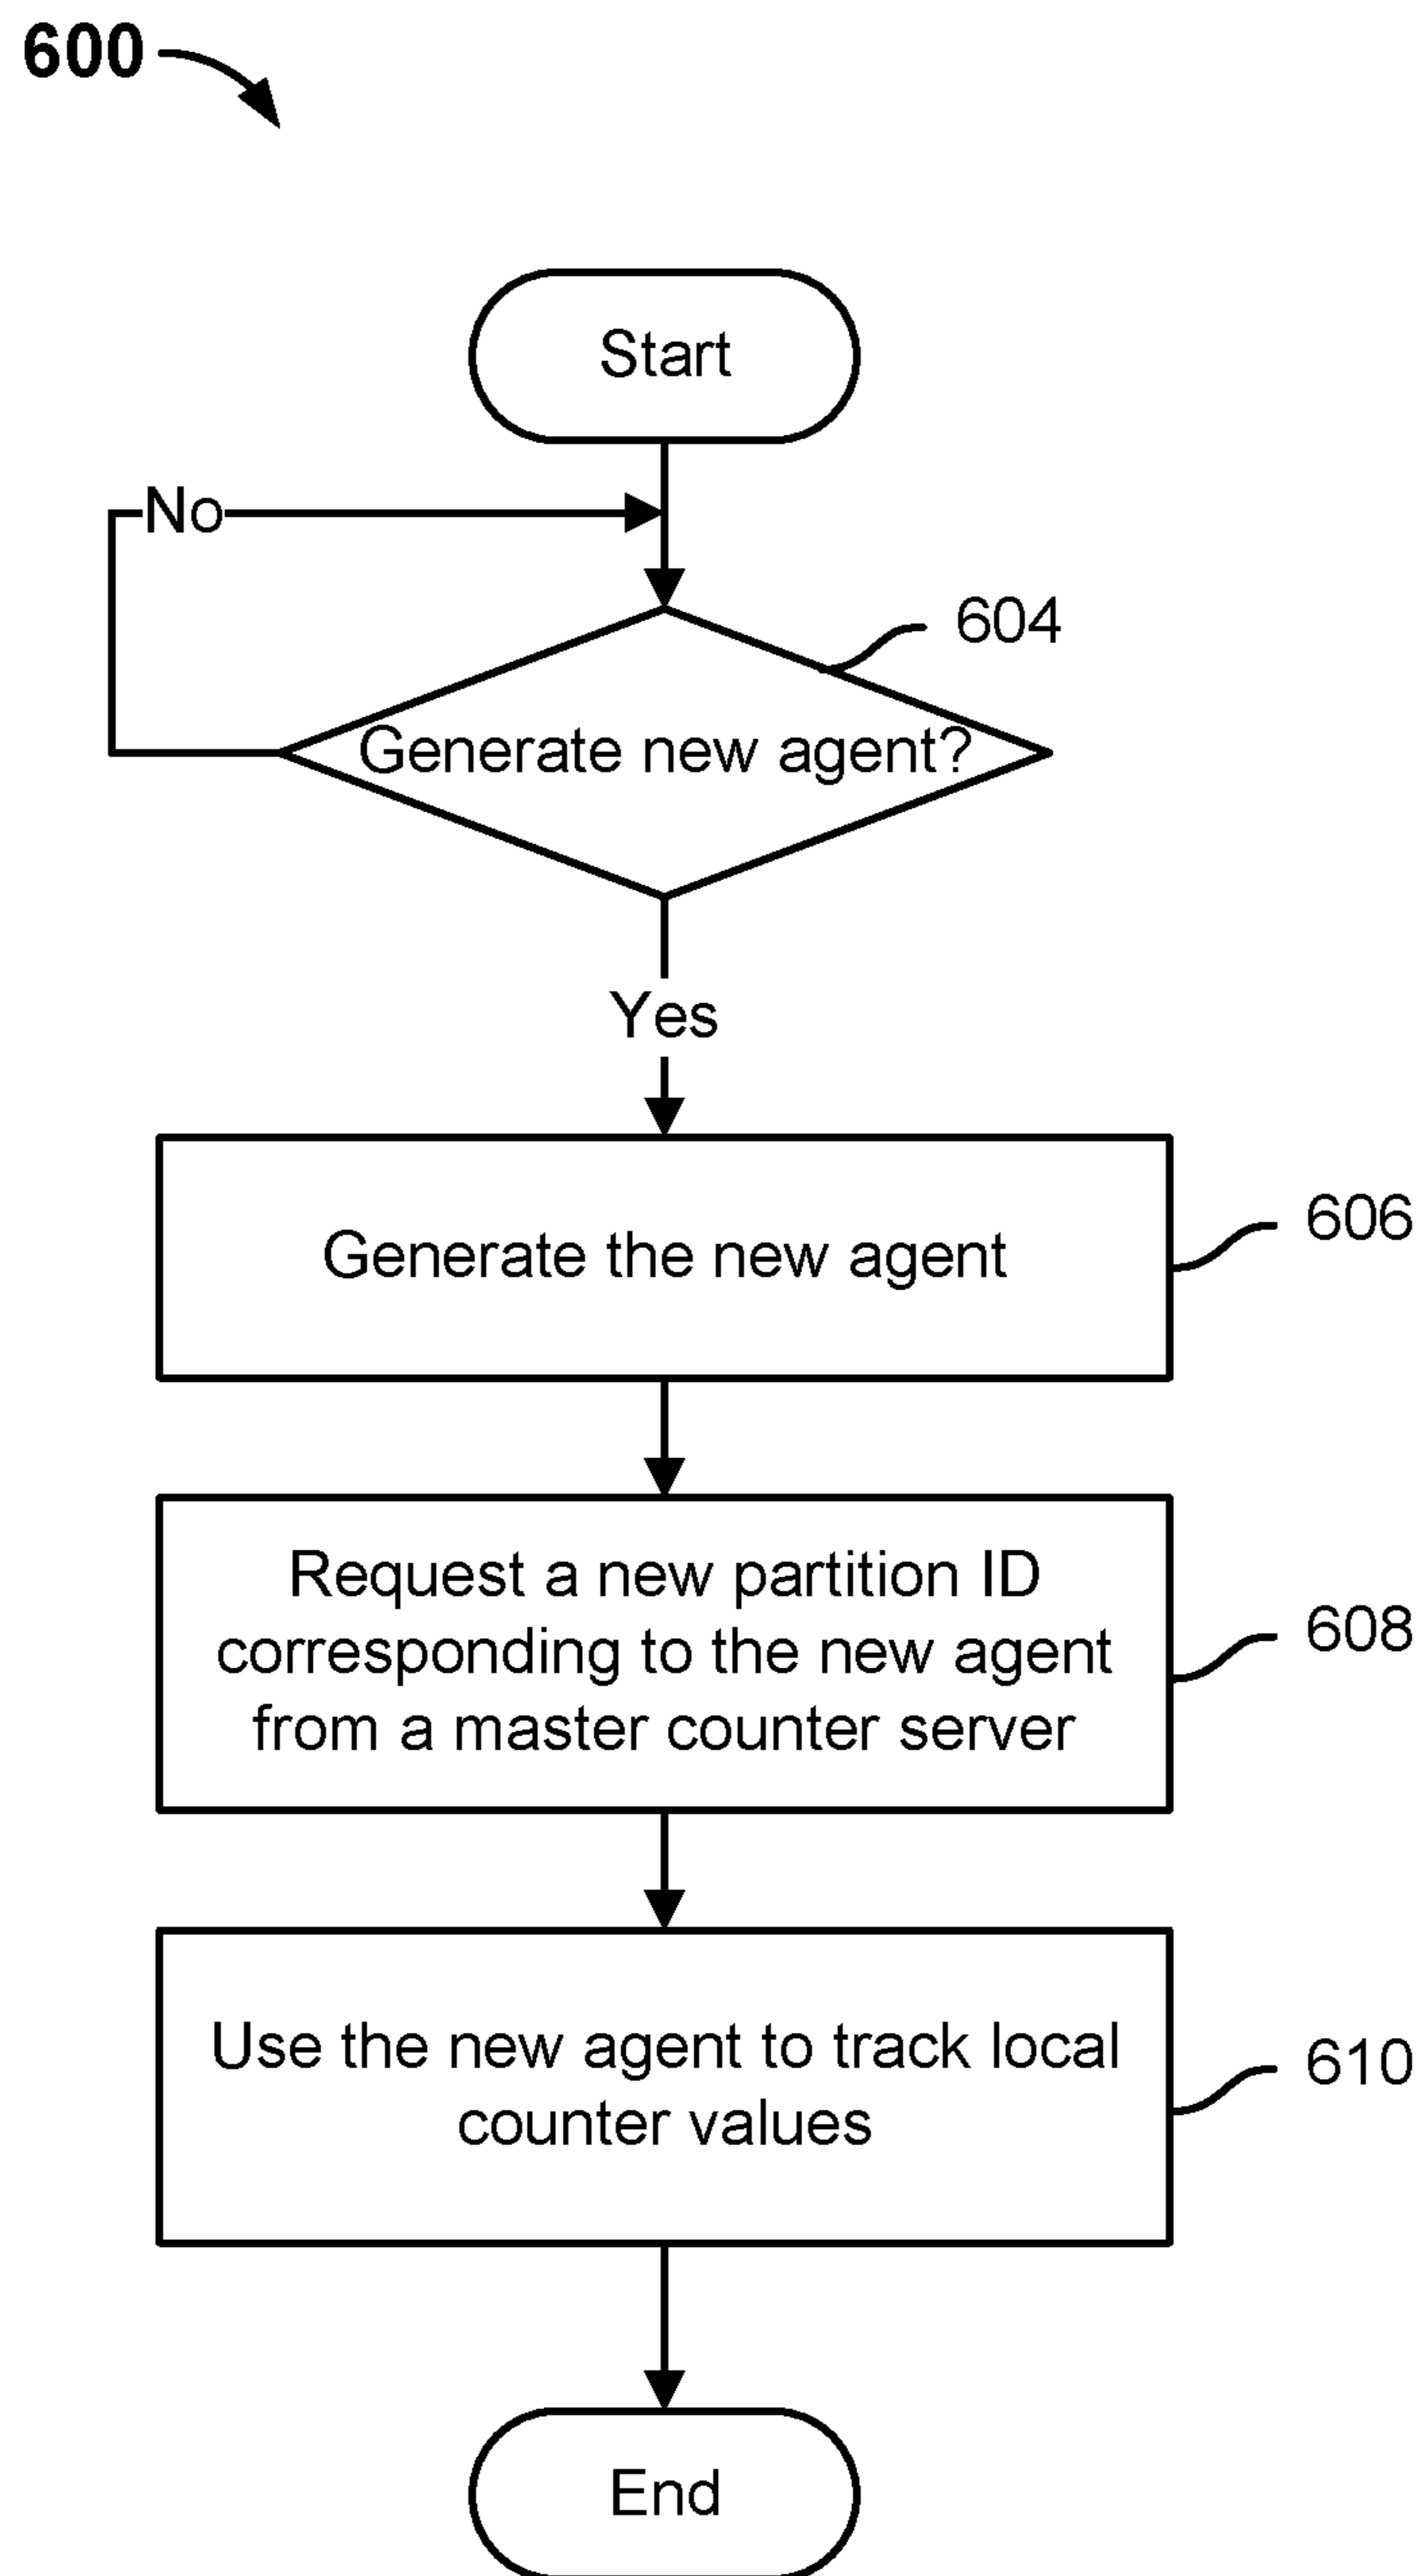 600
Start
No
604
Generate new agent?
Yes
Generate the new agent
606
Request a new partition ID
corresponding to the new agent
from a master counter server
608
Use the new agent to track local
counter values
610
End